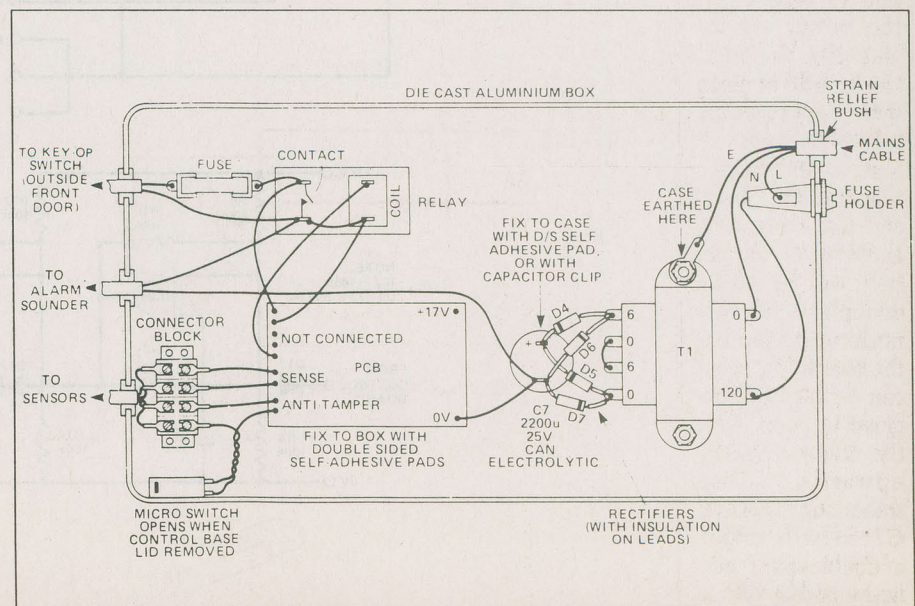 DIE CAST ALUMINIUM BOX
STRAIN
RELIEF
BUSH
MAINS
CABLE
TO KEY-OP
SWITCH
(OUTSIDE
FRONT
DOOR)
FUSE
CONTACT
COIL
RELAY
E
N
L
FUSE
HOLDER
CASE
EARTHED
HERE
FIX TO CASE
WITH D/S SELF
ADHESIVE PAD,
OR WITH
CAPACITOR CLIP
TO
ALARM
SOUNDER
CONNECTOR
BLOCK
+17V
NOT CONNECTED
PCB
SENSE
ANTI TAMPER
0V
TO
SENSORS
D4
D6
D5
D7
+
6
0
6
0
T1
0
120
FIX TO BOX WITH
DOUBLE SIDED
SELF-ADHESIVE PADS
C7
2200u
25V
CAN
ELECTROLYTIC
MICRO SWITCH
OPENS WHEN
CONTROL BASE
LID REMOVED
RECTIFIERS
(WITH INSULATION
ON LEADS)